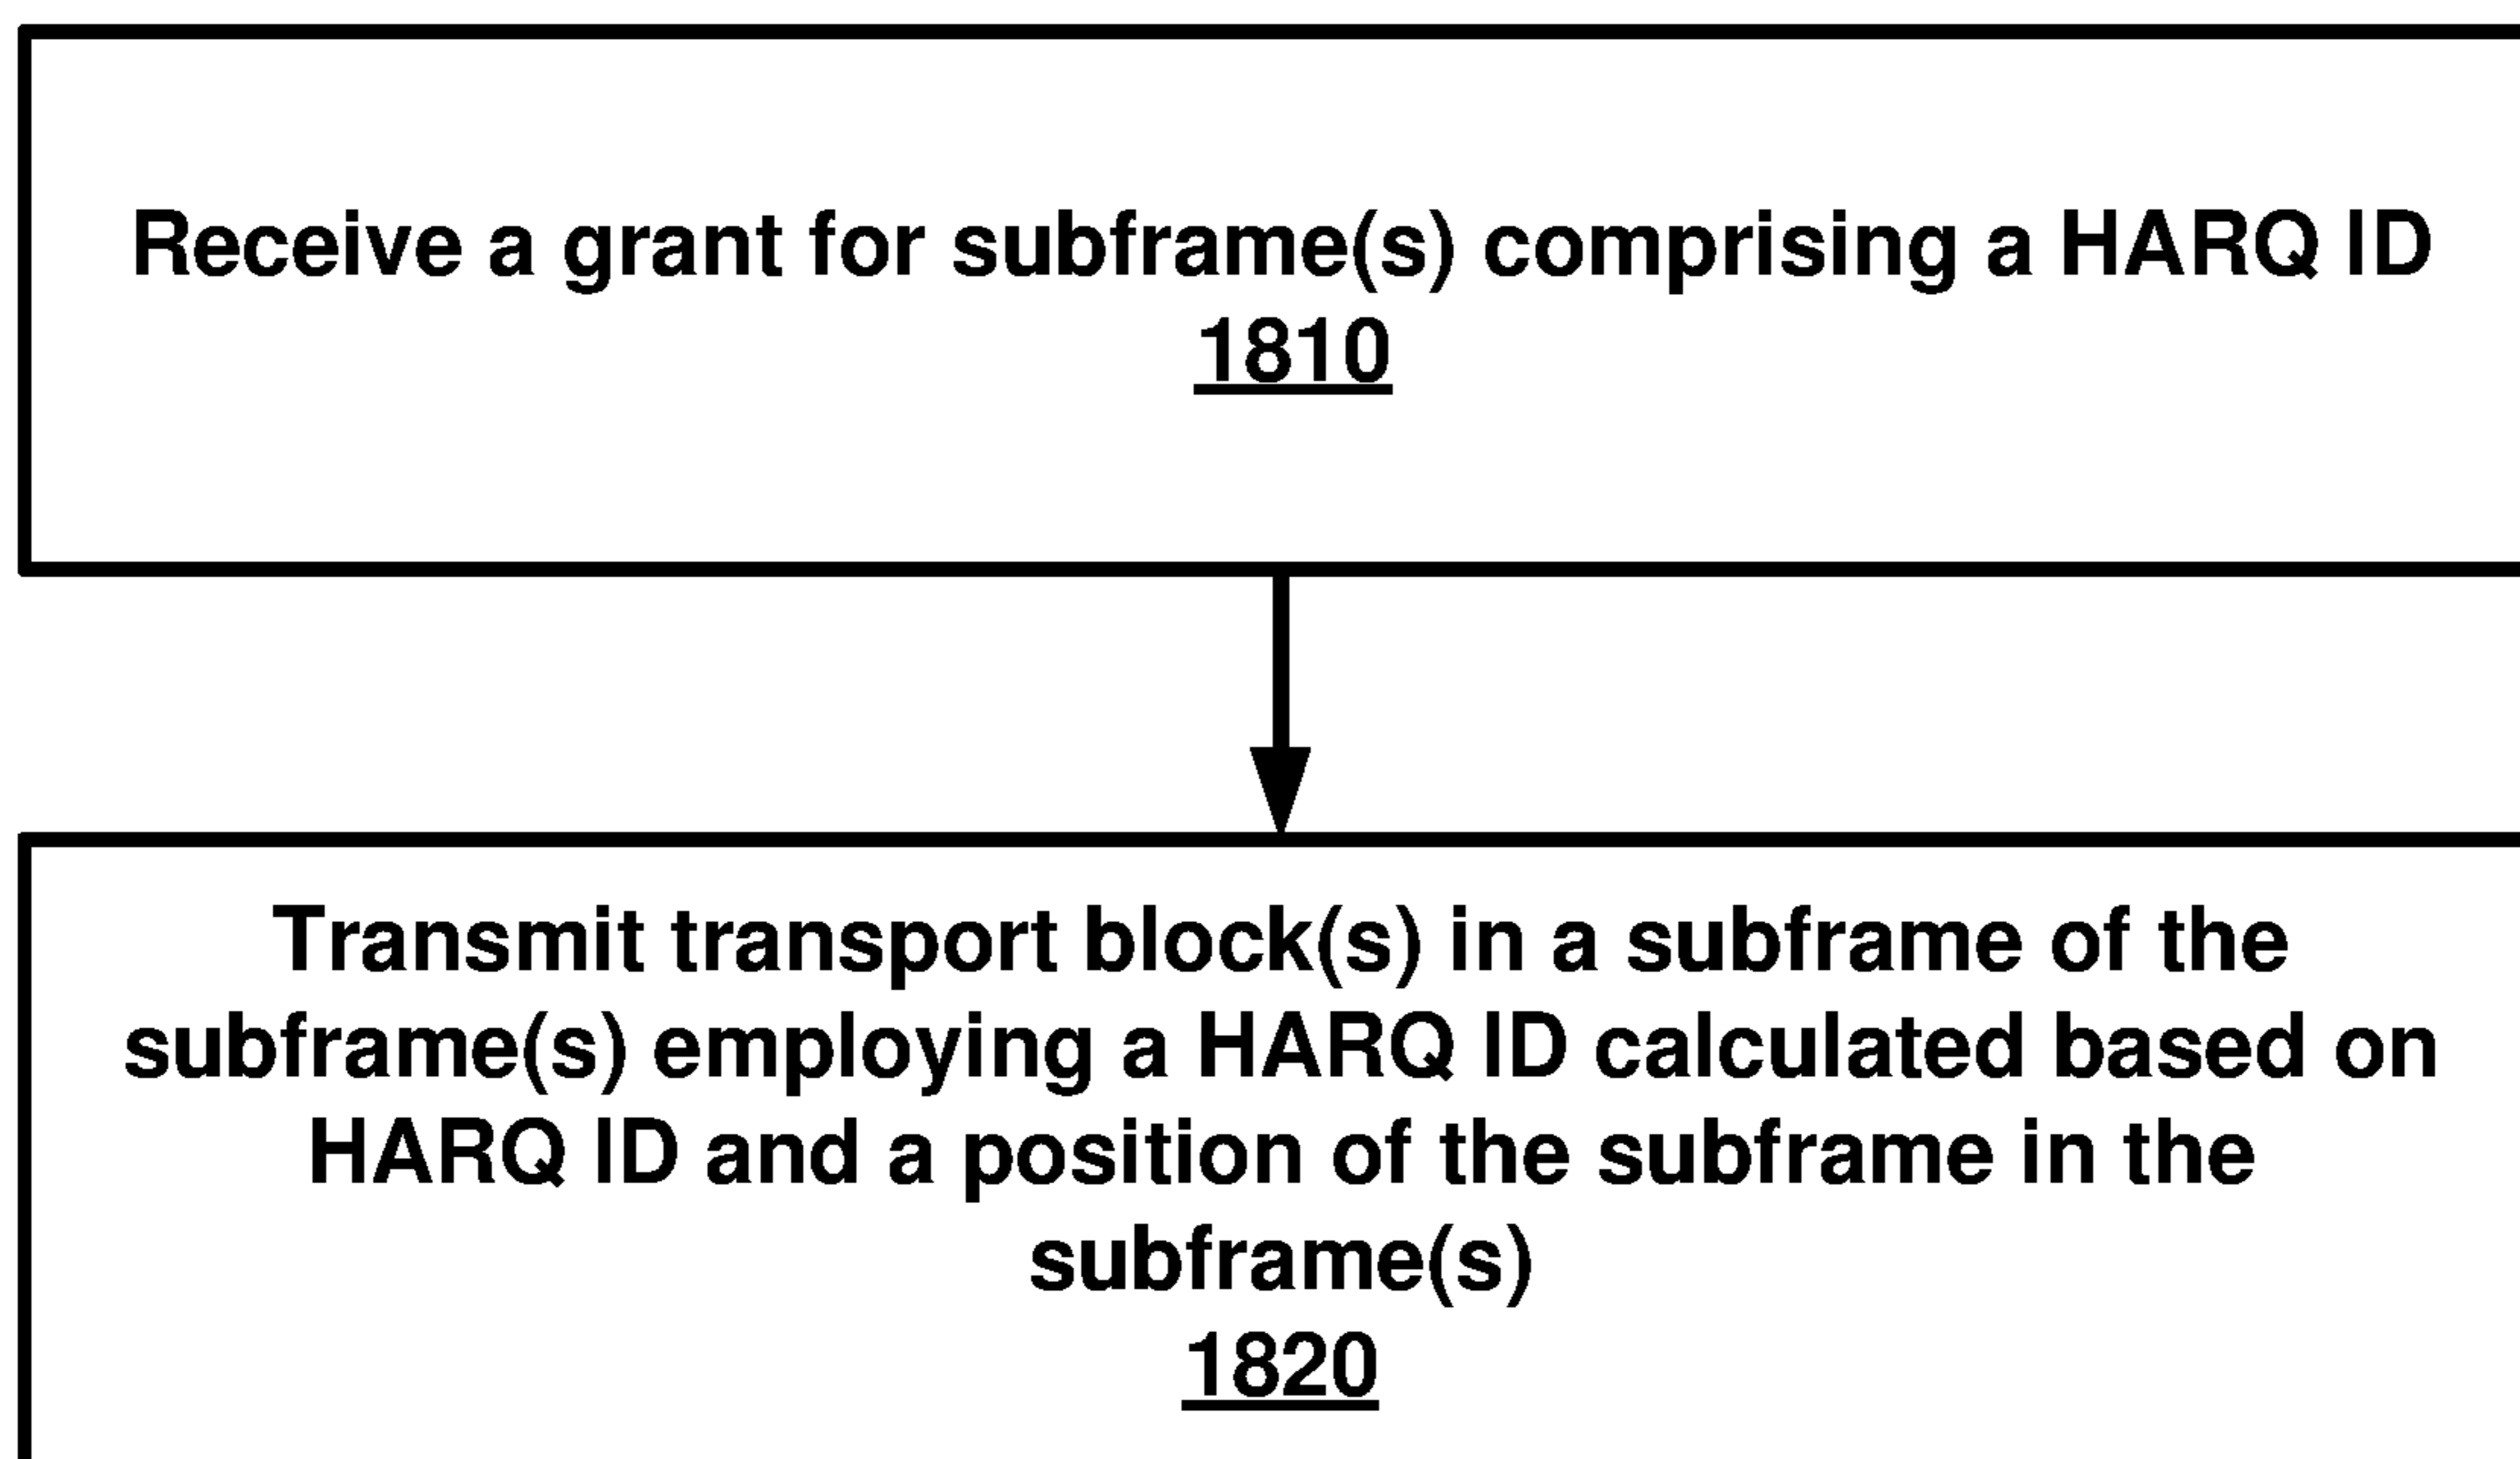 Receive a grant for subframe(s) comprising a HARQ ID
1810
Transmit transport block(s) in a subframe of the
subframe(s) employing a HARQ ID calculated based on
HARQ ID and a position of the subframe in the
subframe(s)
1820